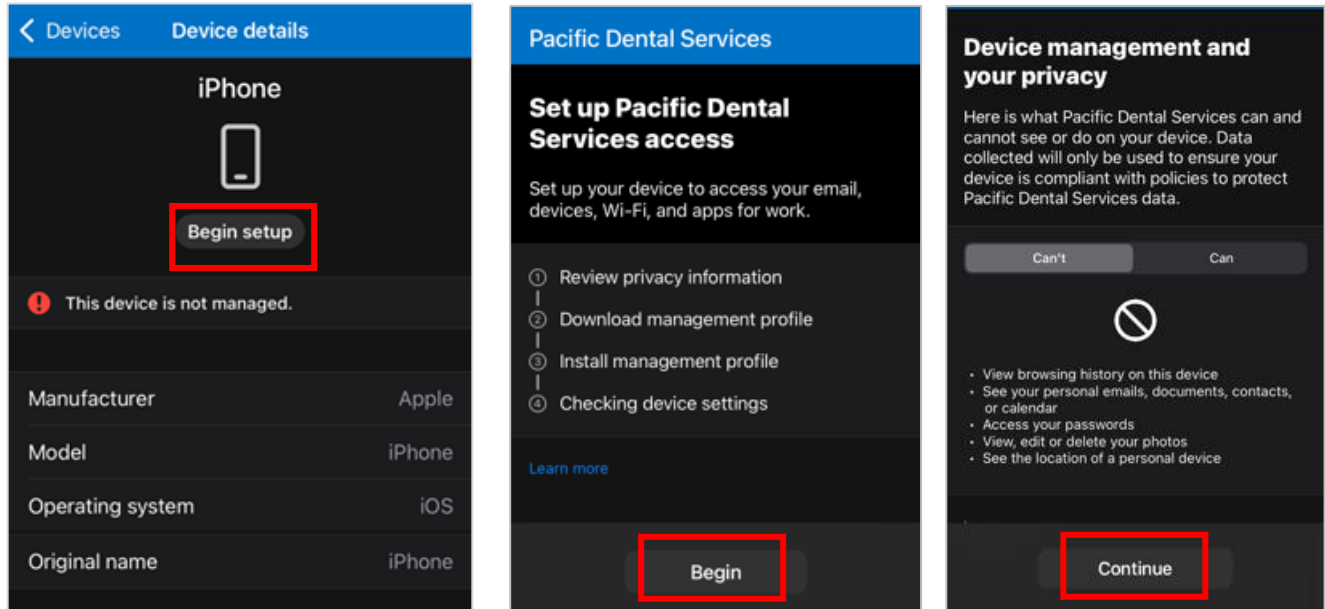 Devices Device details
iPhone
Begin setup
This device is not managed.
Manufacturer Apple
Model iPhone
Operating system iOS
Original name iPhone
Pacific Dental Services
Set up Pacific Dental
Services access
Set up your device to access your email,
devices, Wi-Fi, and apps for work.
1 Review privacy information
2 Download management profile
3 Install management profile
4 Checking device settings
Learn more
Begin
Device management and
your privacy
Here is what Pacific Dental Services can and
cannot see or do on your device. Data
collected will only be used to ensure your
device is compliant with policies to protect
Pacific Dental Services data.
Can't Can
• View browsing history on this device
• See your personal emails, documents, contacts,
or calendar
• Access your passwords
• View, edit or delete your photos
• See the location of a personal device
Continue